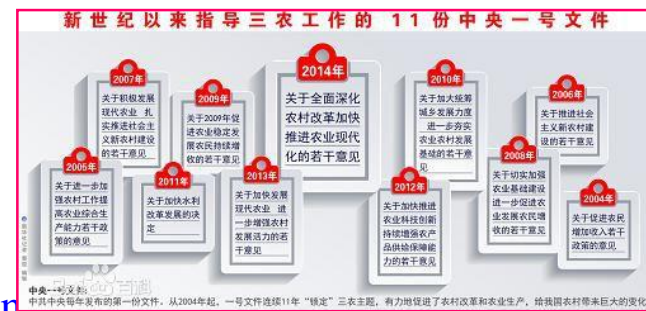 新世纪以来指导三农工作的11份中央一号文件
2014年
关于全面深化
农村改革加快
推进农业现代
化的若干意见
2007年
关于积极发展
现代农业 扎
实推进社会主
义新农村建设
的若干意见
2009年
关于2009年促
进农业稳定发
展农民持续增
收的若干意见
2010年
关于加大统筹
城乡发展力度
进一步夯实
农业农村发展
基础的若干意
见
2006年
关于推进社会
主义新农村建
设的若干意见
2005年
关于进一步加
强农村工作提
高农业综合生
产能力若干政
策的意见
2011年
关于加快水利
改革发展的决
定
2013年
关于加快发展
现代农业 进
一步增强农村
发展活力的若
干意见
2012年
关于加快推进
农业科技创新
持续增强农产
品供给保障能
力的若干意见
2008年
关于切实加强
农业基础建设
进一步促进农
业发展农民增
收的若干意见
2004年
关于促进农民
增加收入若干
政策的意见
中央一号文件:
中共中央每年发布的第一份文件。从2004年起，一号文件连续11年“锁定”三农主题，有力地促进了农村改革和农业生产，给我国农村带来巨大的变化
百科